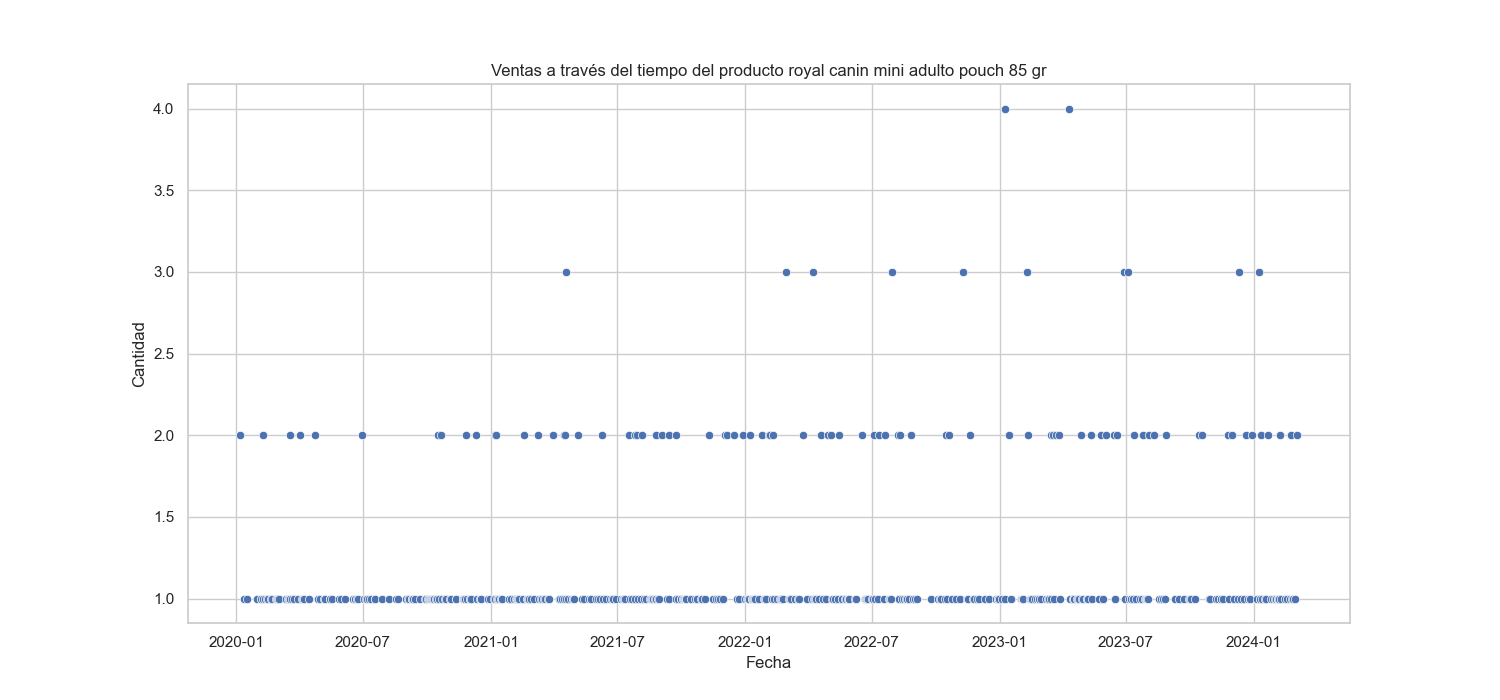 Ventas a través del tiempo del producto royal canin mini adulto pouch 85 gr
4.0
3.5
3.0
2.5
2.0
1.5
1.0
Cantidad
2020-01 2020-07 2021-01 2021-07 2022-01 2022-07 2023-01 2023-07 2024-01
Fecha